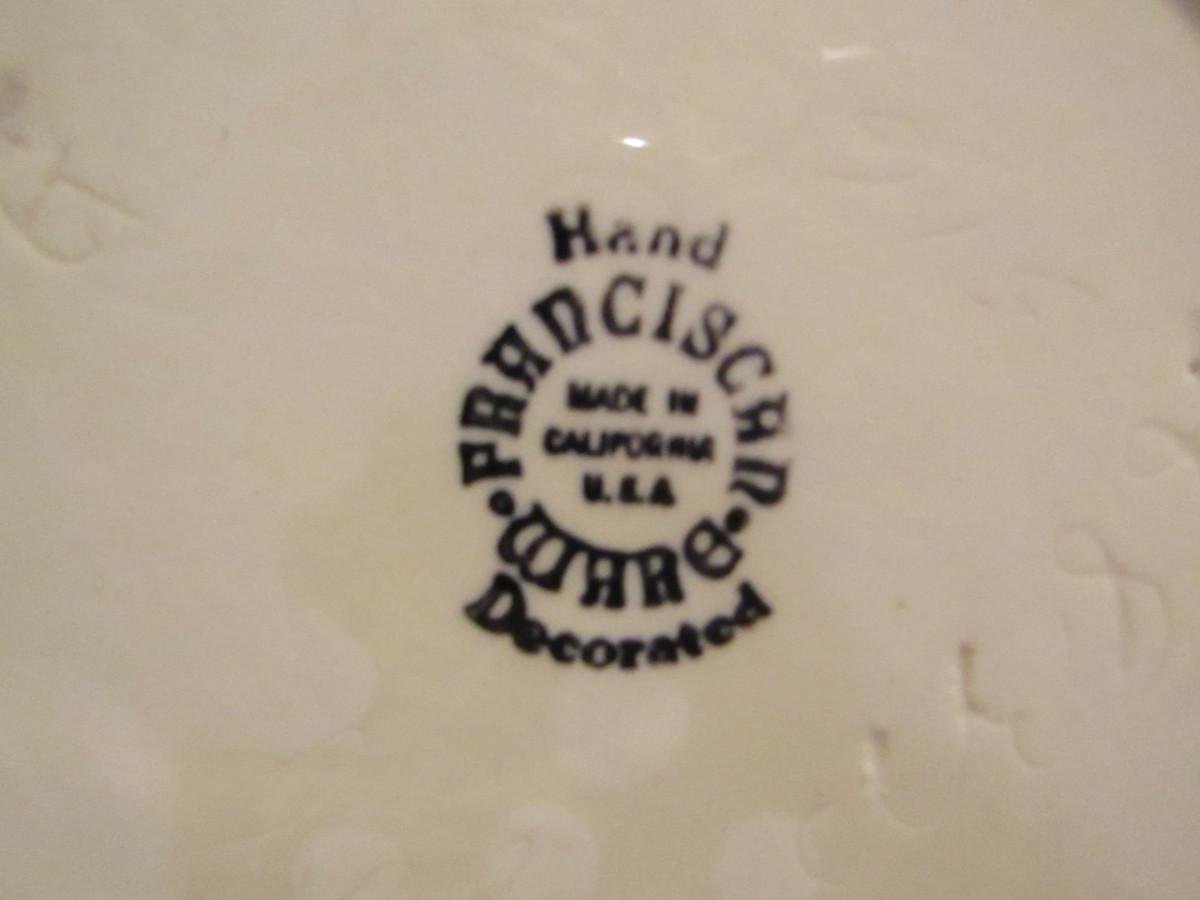 Hand
FRANCISCAN
MADE IN
CALIFORNIA
U.S.A
WARE
Decorated